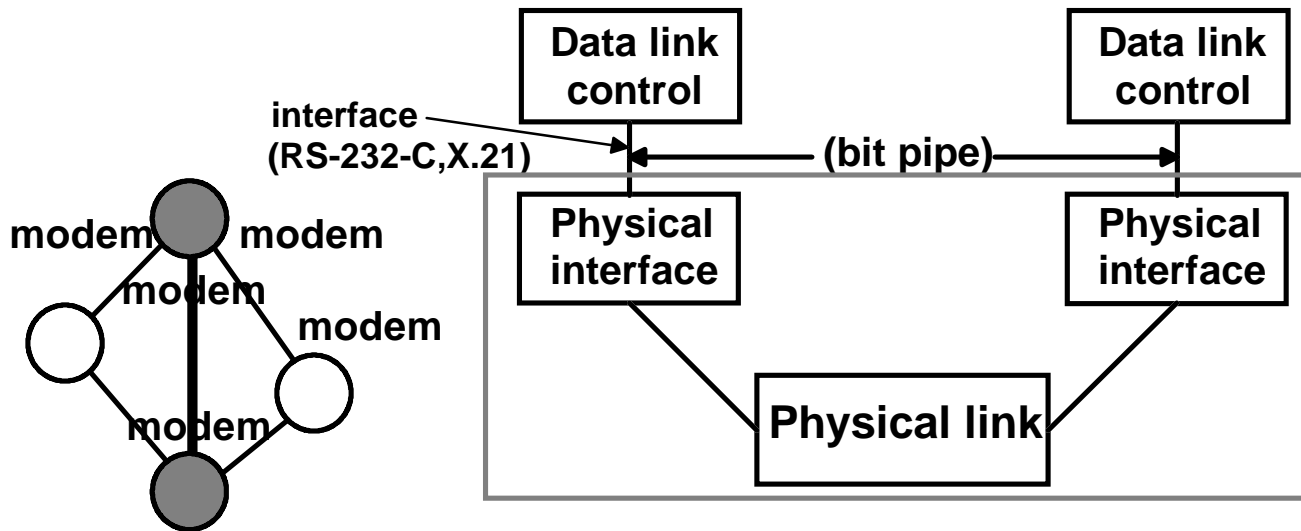 Data link
control
Data link
control
interface
(RS-232-C,X.21)
(bit pipe)
Physical
interface
Physical
interface
modem
modem
modem
modem
modem
Physical link